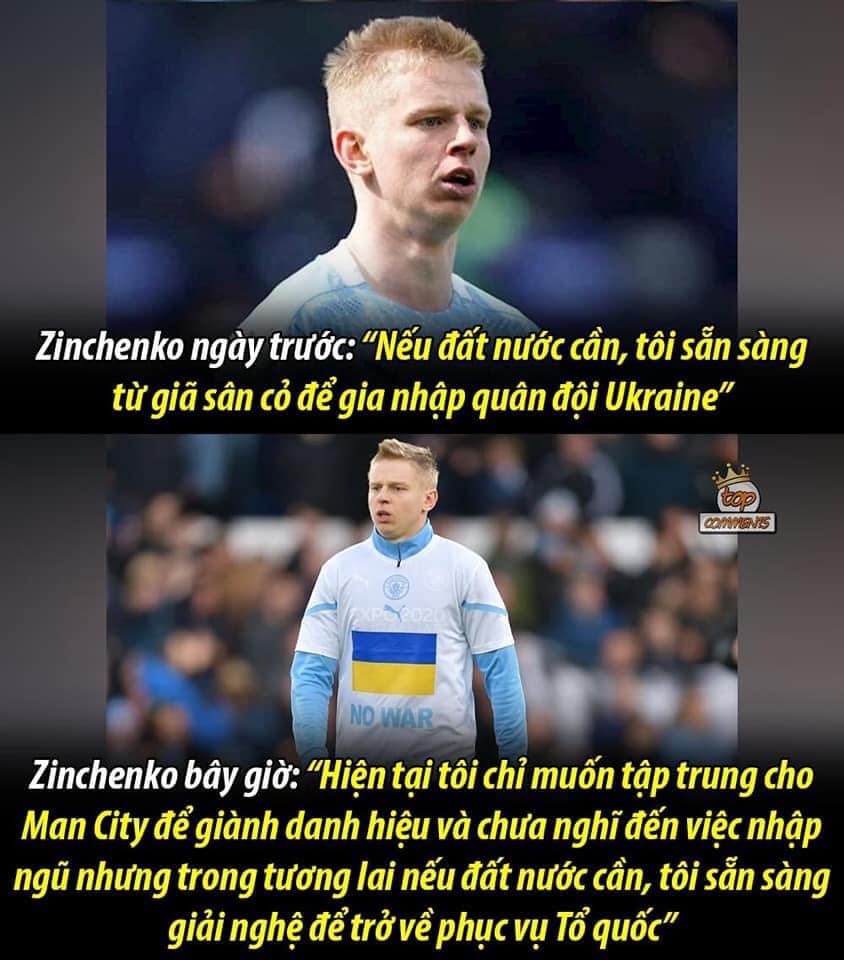 Zinchenko ngày trước: "Nếu đất nước cần, tôi sẵn sàng
từ giã sân cỏ để gia nhập quân đội Ukraine"
top
COMMENTS
EXPO 2020
NO WAR
Zinchenko bây giờ: "Hiện tại tôi chỉ muốn tập trung cho
Man City để giành danh hiệu và chưa nghĩ đến việc nhập
ngũ nhưng trong tương lai nếu đất nước cần, tôi sẵn sàng
giải nghệ để trở về phục vụ Tổ quốc"